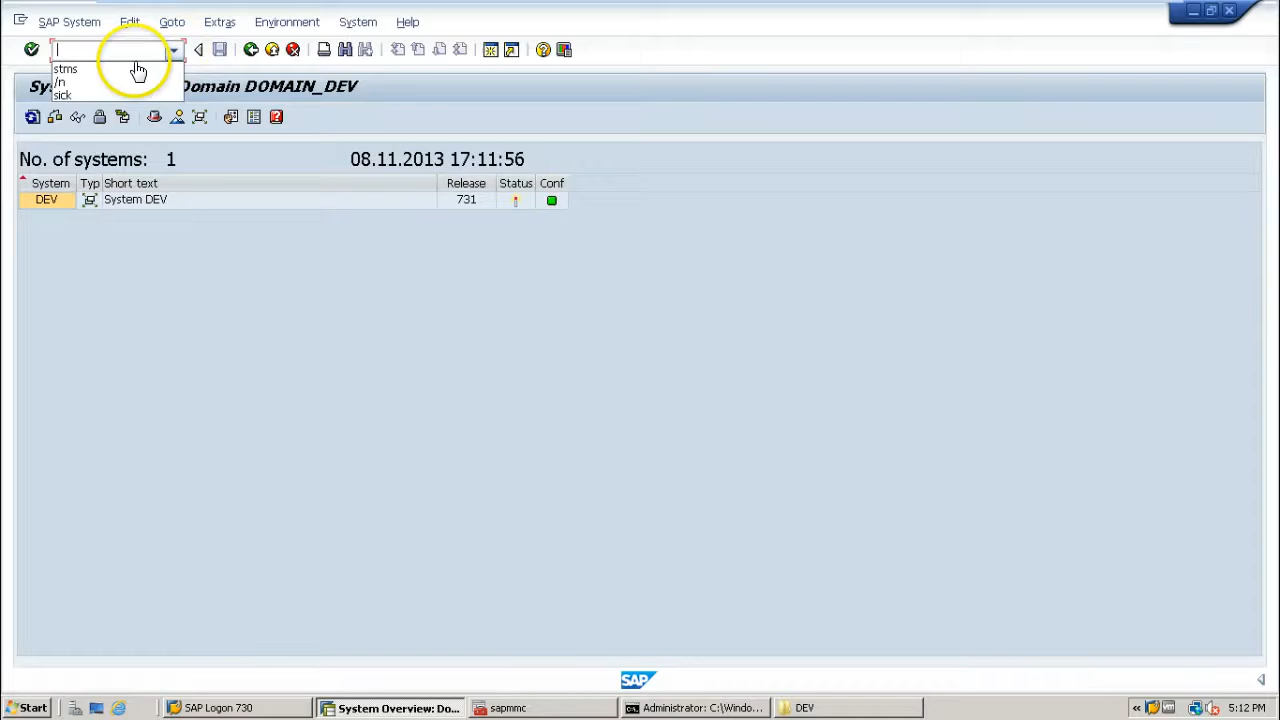 SAP System Edit Goto Extras Environment System Help
stms
/n
sick
Sy Domain DOMAIN_DEV
No. of systems: 1 08.11.2013 17:11:56
System Typ Short text Release Status Conf
DEV System DEV 731
SAP
Start SAP Logon 730 System Overview: Do... sapmmc Administrator: C:\Windo... DEV « 5:12 PM